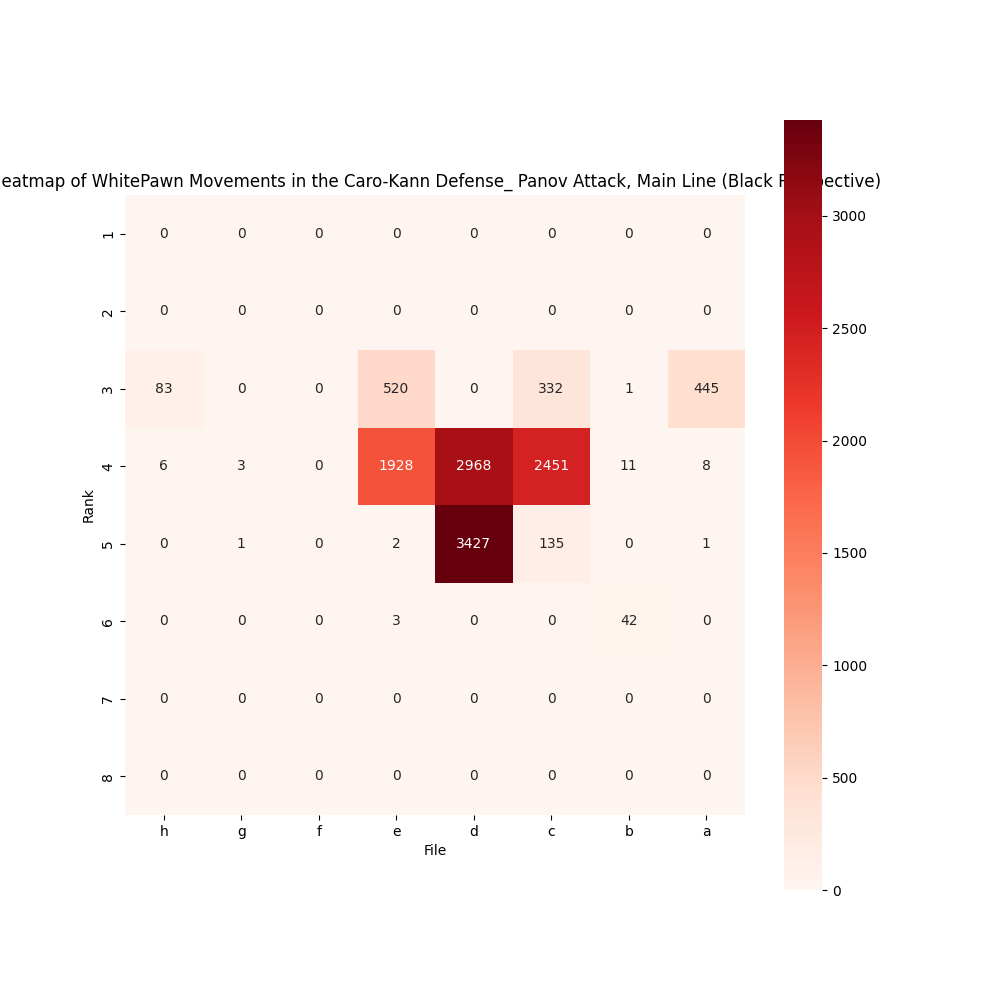 eatmap of WhitePawn Movements in the Caro-Kann Defense_ Panov Attack, Main Line (Black Perspective)
1 0 0 0 0 0 0 0 0
2 0 0 0 0 0 0 0 0
3 83 0 0 520 0 332 1 445
4 6 3 0 1928 2968 2451 11 8
5 0 1 0 2 3427 135 0 1
6 0 0 0 3 0 0 42 0
7 0 0 0 0 0 0 0 0
8 0 0 0 0 0 0 0 0
h g f e d c b a
File
Rank
3000
2500
2000
1500
1000
500
0